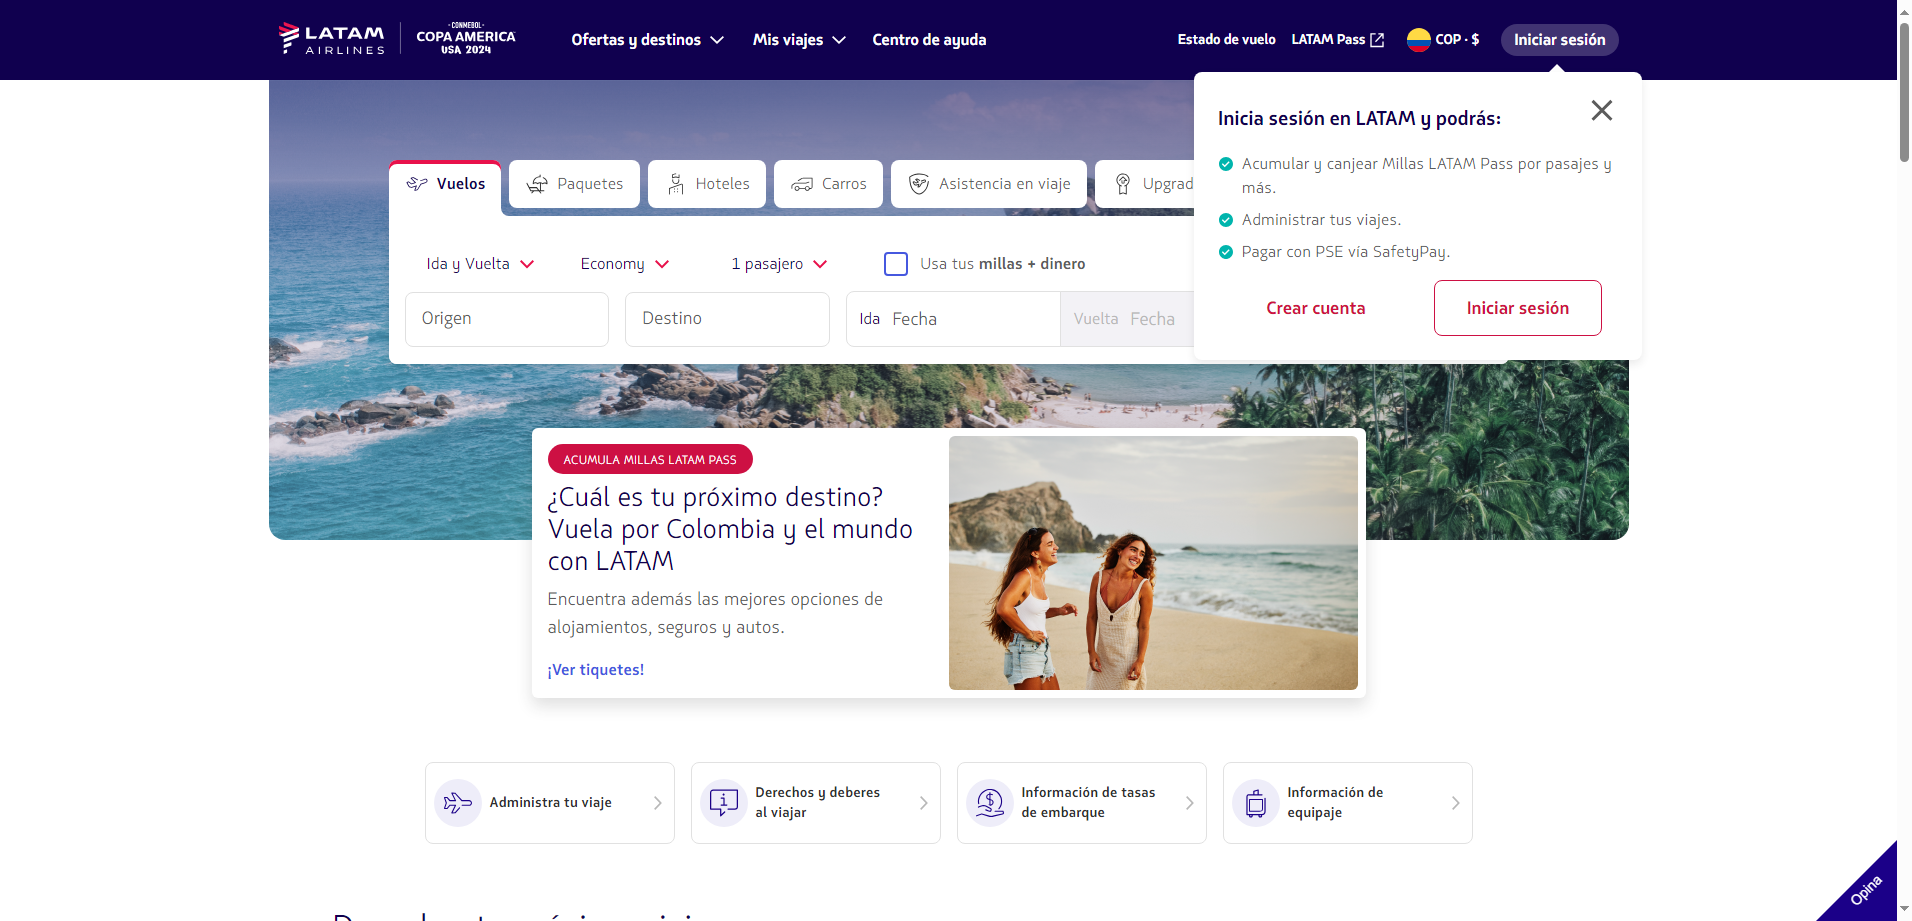 LATAM
AIRLINES
CONMEBOL
COPA AMERICA
USA 2024
Ofertas y destinos
Mis viajes
Centro de ayuda
Estado de vuelo
LATAM Pass
COP · $
Iniciar sesión
Inicia sesión en LATAM y podrás:
Acumular y canjear Millas LATAM Pass por pasajes y
más.
Administrar tus viajes.
Pagar con PSE vía SafetyPay.
Crear cuenta
Iniciar sesión
Vuelos
Paquetes
Hoteles
Carros
Asistencia en viaje
Upgrad
Ida y Vuelta
Economy
1 pasajero
Usa tus millas + dinero
Origen
Destino
Ida Fecha
Vuelta Fecha
ACUMULA MILLAS LATAM PASS
¿Cuál es tu próximo destino?
Vuela por Colombia y el mundo
con LATAM
Encuentra además las mejores opciones de
alojamientos, seguros y autos.
¡Ver tiquetes!
Administra tu viaje
Derechos y deberes
al viajar
Información de tasas
de embarque
Información de
equipaje
Opina